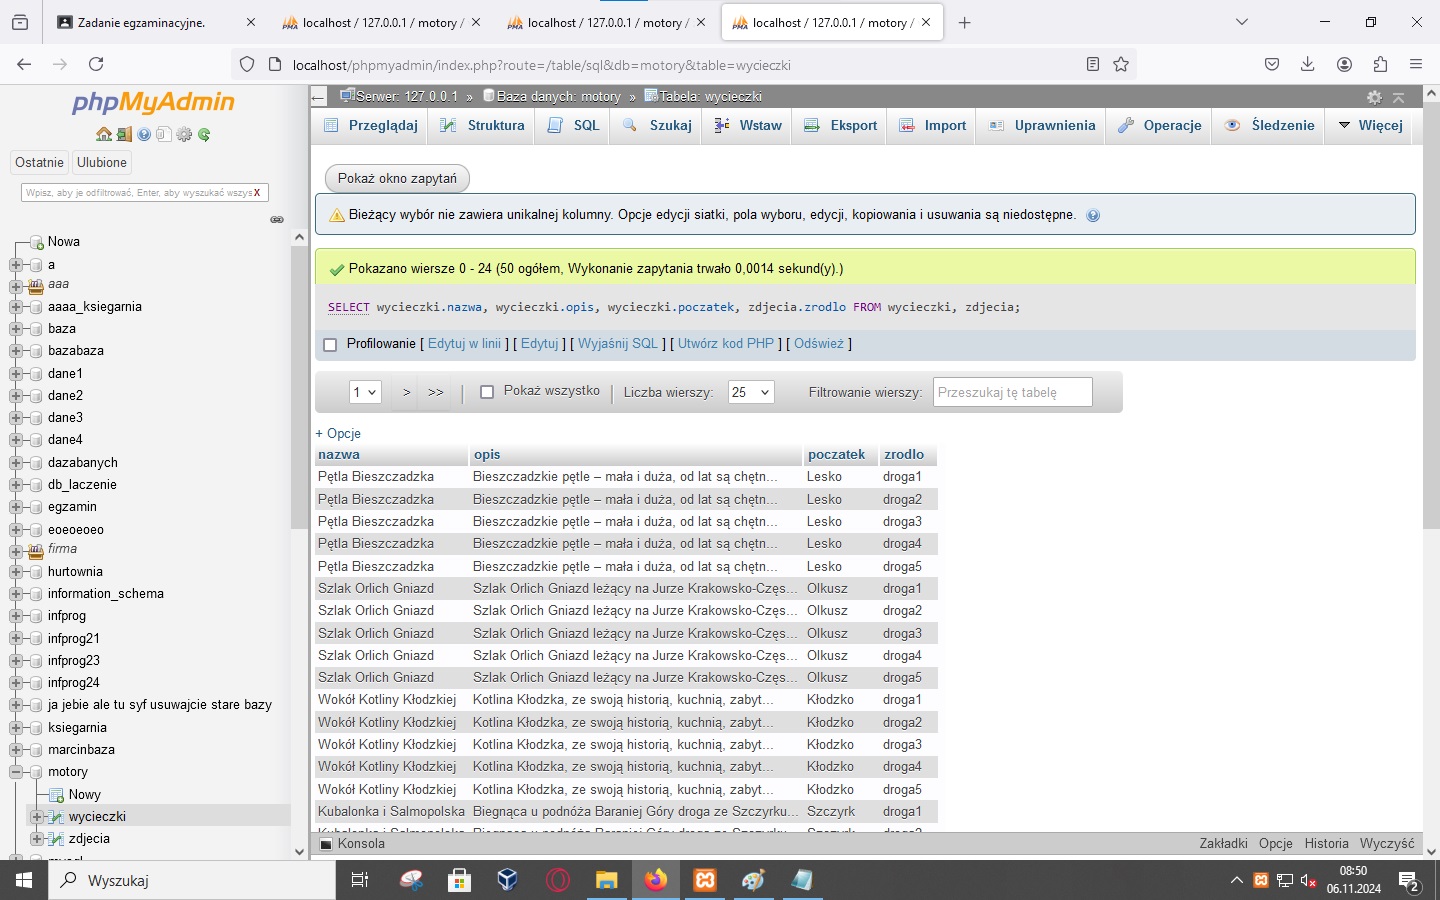 Zadanie egzaminacyjne.
localhost / 127.0.0.1 / motory /
localhost / 127.0.0.1 / motory /
localhost / 127.0.0.1 / motory /
localhost/phpmyadmin/index.php?route=/table/sql&db=motory&table=wycieczki
phpMyAdmin
Ostatnie
Ulubione
Wpisz, aby je odfiltrować, Enter, aby wyszukać wszys X
Nowa
a
aaa
aaaa_ksiegarnia
baza
bazabaza
dane1
dane2
dane3
dane4
dazabanych
db_laczenie
egzamin
eoeoeoeo
firma
hurtownia
information_schema
infprog
infprog21
infprog23
infprog24
ja jebie ale tu syf usuwajcie stare bazy
ksiegarnia
marcinbaza
motory
Nowy
wycieczki
zdjecia
Serwer: 127.0.0.1 » Baza danych: motory » Tabela: wycieczki
Przeglądaj Struktura SQL Szukaj Wstaw Eksport Import Uprawnienia Operacje Śledzenie Więcej
Pokaż okno zapytań
Bieżący wybór nie zawiera unikalnej kolumny. Opcje edycji siatki, pola wyboru, edycji, kopiowania i usuwania są niedostępne.
Pokazano wiersze 0 - 24 (50 ogółem, Wykonanie zapytania trwało 0,0014 sekund(y).)
SELECT wycieczki.nazwa, wycieczki.opis, wycieczki.poczatek, zdjecia.zrodlo FROM wycieczki, zdjecia;
Profilowanie [ Edytuj w linii ] [ Edytuj ] [ Wyjaśnij SQL ] [ Utwórz kod PHP ] [ Odśwież ]
1 > >> | Pokaż wszystko | Liczba wierszy: 25 Filtrowanie wierszy: Przeszukaj tę tabelę
+ Opcje
nazwa opis poczatek zrodlo
Pętla Bieszczadzka Bieszczadzkie pętle – mała i duża, od lat są chętn... Lesko droga1
Pętla Bieszczadzka Bieszczadzkie pętle – mała i duża, od lat są chętn... Lesko droga2
Pętla Bieszczadzka Bieszczadzkie pętle – mała i duża, od lat są chętn... Lesko droga3
Pętla Bieszczadzka Bieszczadzkie pętle – mała i duża, od lat są chętn... Lesko droga4
Pętla Bieszczadzka Bieszczadzkie pętle – mała i duża, od lat są chętn... Lesko droga5
Szlak Orlich Gniazd Szlak Orlich Gniazd leżący na Jurze Krakowsko-Częs... Olkusz droga1
Szlak Orlich Gniazd Szlak Orlich Gniazd leżący na Jurze Krakowsko-Częs... Olkusz droga2
Szlak Orlich Gniazd Szlak Orlich Gniazd leżący na Jurze Krakowsko-Częs... Olkusz droga3
Szlak Orlich Gniazd Szlak Orlich Gniazd leżący na Jurze Krakowsko-Częs... Olkusz droga4
Szlak Orlich Gniazd Szlak Orlich Gniazd leżący na Jurze Krakowsko-Częs... Olkusz droga5
Wokół Kotliny Kłodzkiej Kotlina Kłodzka, ze swoją historią, kuchnią, zabyt... Kłodzko droga1
Wokół Kotliny Kłodzkiej Kotlina Kłodzka, ze swoją historią, kuchnią, zabyt... Kłodzko droga2
Wokół Kotliny Kłodzkiej Kotlina Kłodzka, ze swoją historią, kuchnią, zabyt... Kłodzko droga3
Wokół Kotliny Kłodzkiej Kotlina Kłodzka, ze swoją historią, kuchnią, zabyt... Kłodzko droga4
Wokół Kotliny Kłodzkiej Kotlina Kłodzka, ze swoją historią, kuchnią, zabyt... Kłodzko droga5
Kubalonka i Salmopolska Biegnąca u podnóża Baraniej Góry droga ze Szczyrku... Szczyrk droga1
Konsola Zakładki Opcje Historia Wyczyść
Wyszukaj
08:50
06.11.2024
2